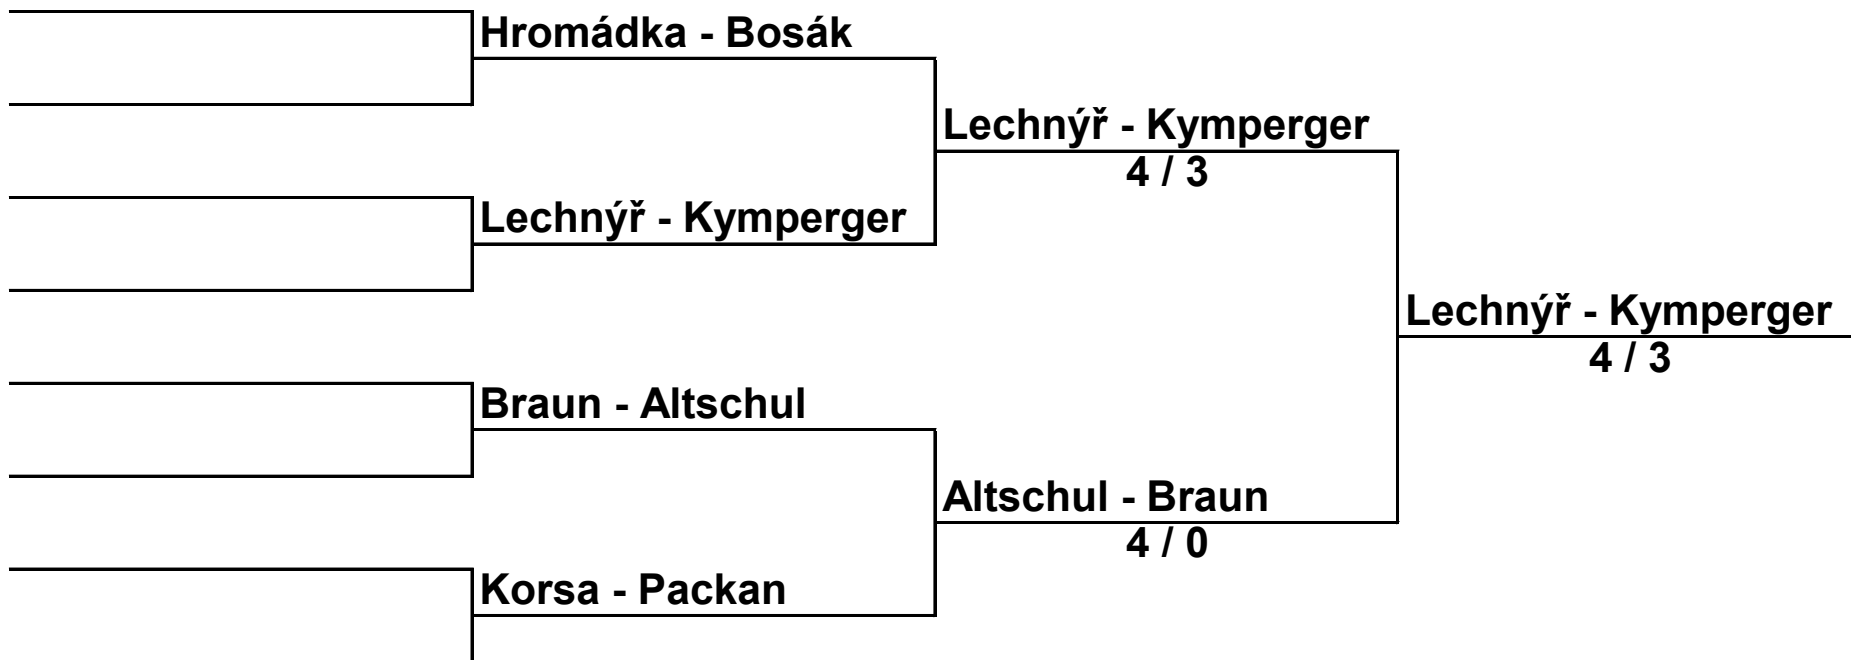 Hromádka - Bosák
Lechnýř - Kymperger
4 / 3
Lechnýř - Kymperger
Lechnýř - Kymperger
4 / 3
Braun - Altschul
Altschul - Braun
4 / 0
Korsa - Packan